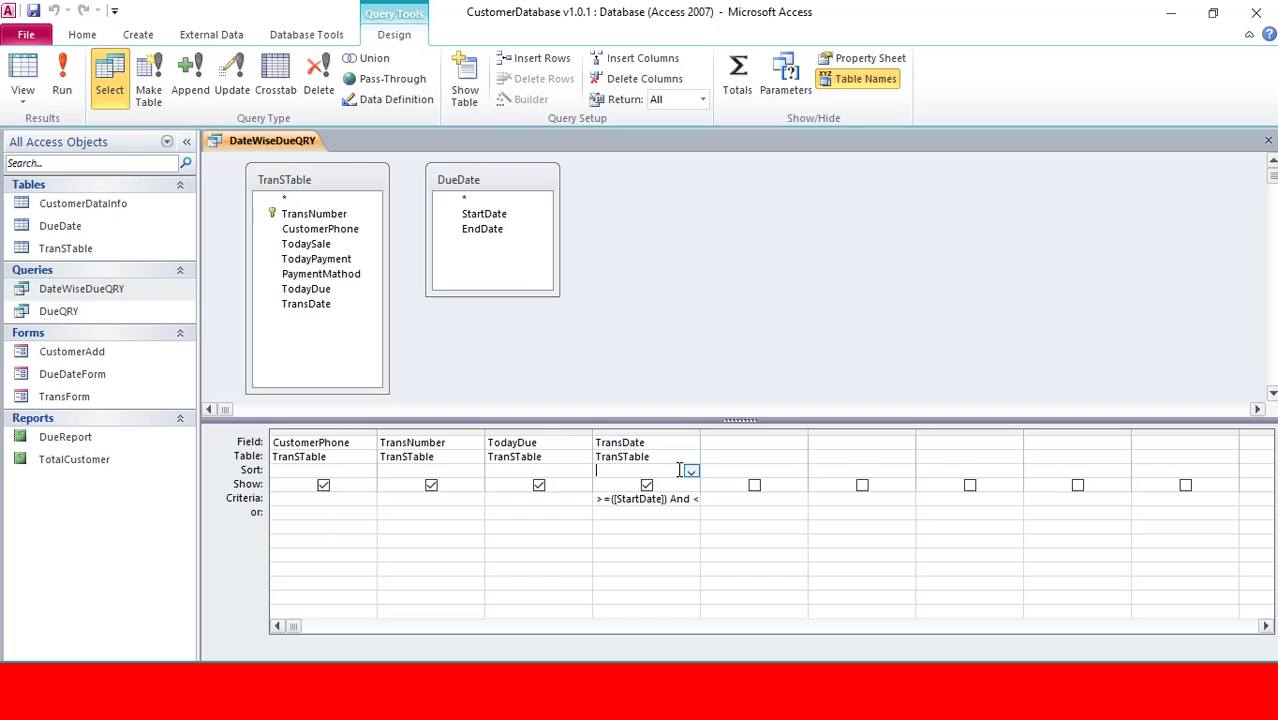 CustomerDatabase v1.0.1 : Database (Access 2007) - Microsoft Access
Query Tools
File Home Create External Data Database Tools Design
View
Run
Select
Make Table
Append
Update
Crosstab
Delete
Union
Pass-Through
Data Definition
Show Table
Insert Rows
Delete Rows
Builder
Insert Columns
Delete Columns
Return: All
Totals
Parameters
Property Sheet
XYZ Table Names
Results
Query Type
Query Setup
Show/Hide
All Access Objects
Search...
Tables
CustomerDataInfo
DueDate
TranSTable
Queries
DateWiseDueQRY
DueQRY
Forms
CustomerAdd
DueDateForm
TransForm
Reports
DueReport
TotalCustomer
DateWiseDueQRY
TranSTable
*
TransNumber
CustomerPhone
TodaySale
TodayPayment
PaymentMathod
TodayDue
TransDate
DueDate
*
StartDate
EndDate
Field: CustomerPhone TransNumber TodayDue TransDate
Table: TranSTable TranSTable TranSTable TranSTable
Sort:
Show:
Criteria: >=([StartDate]) And <
or: